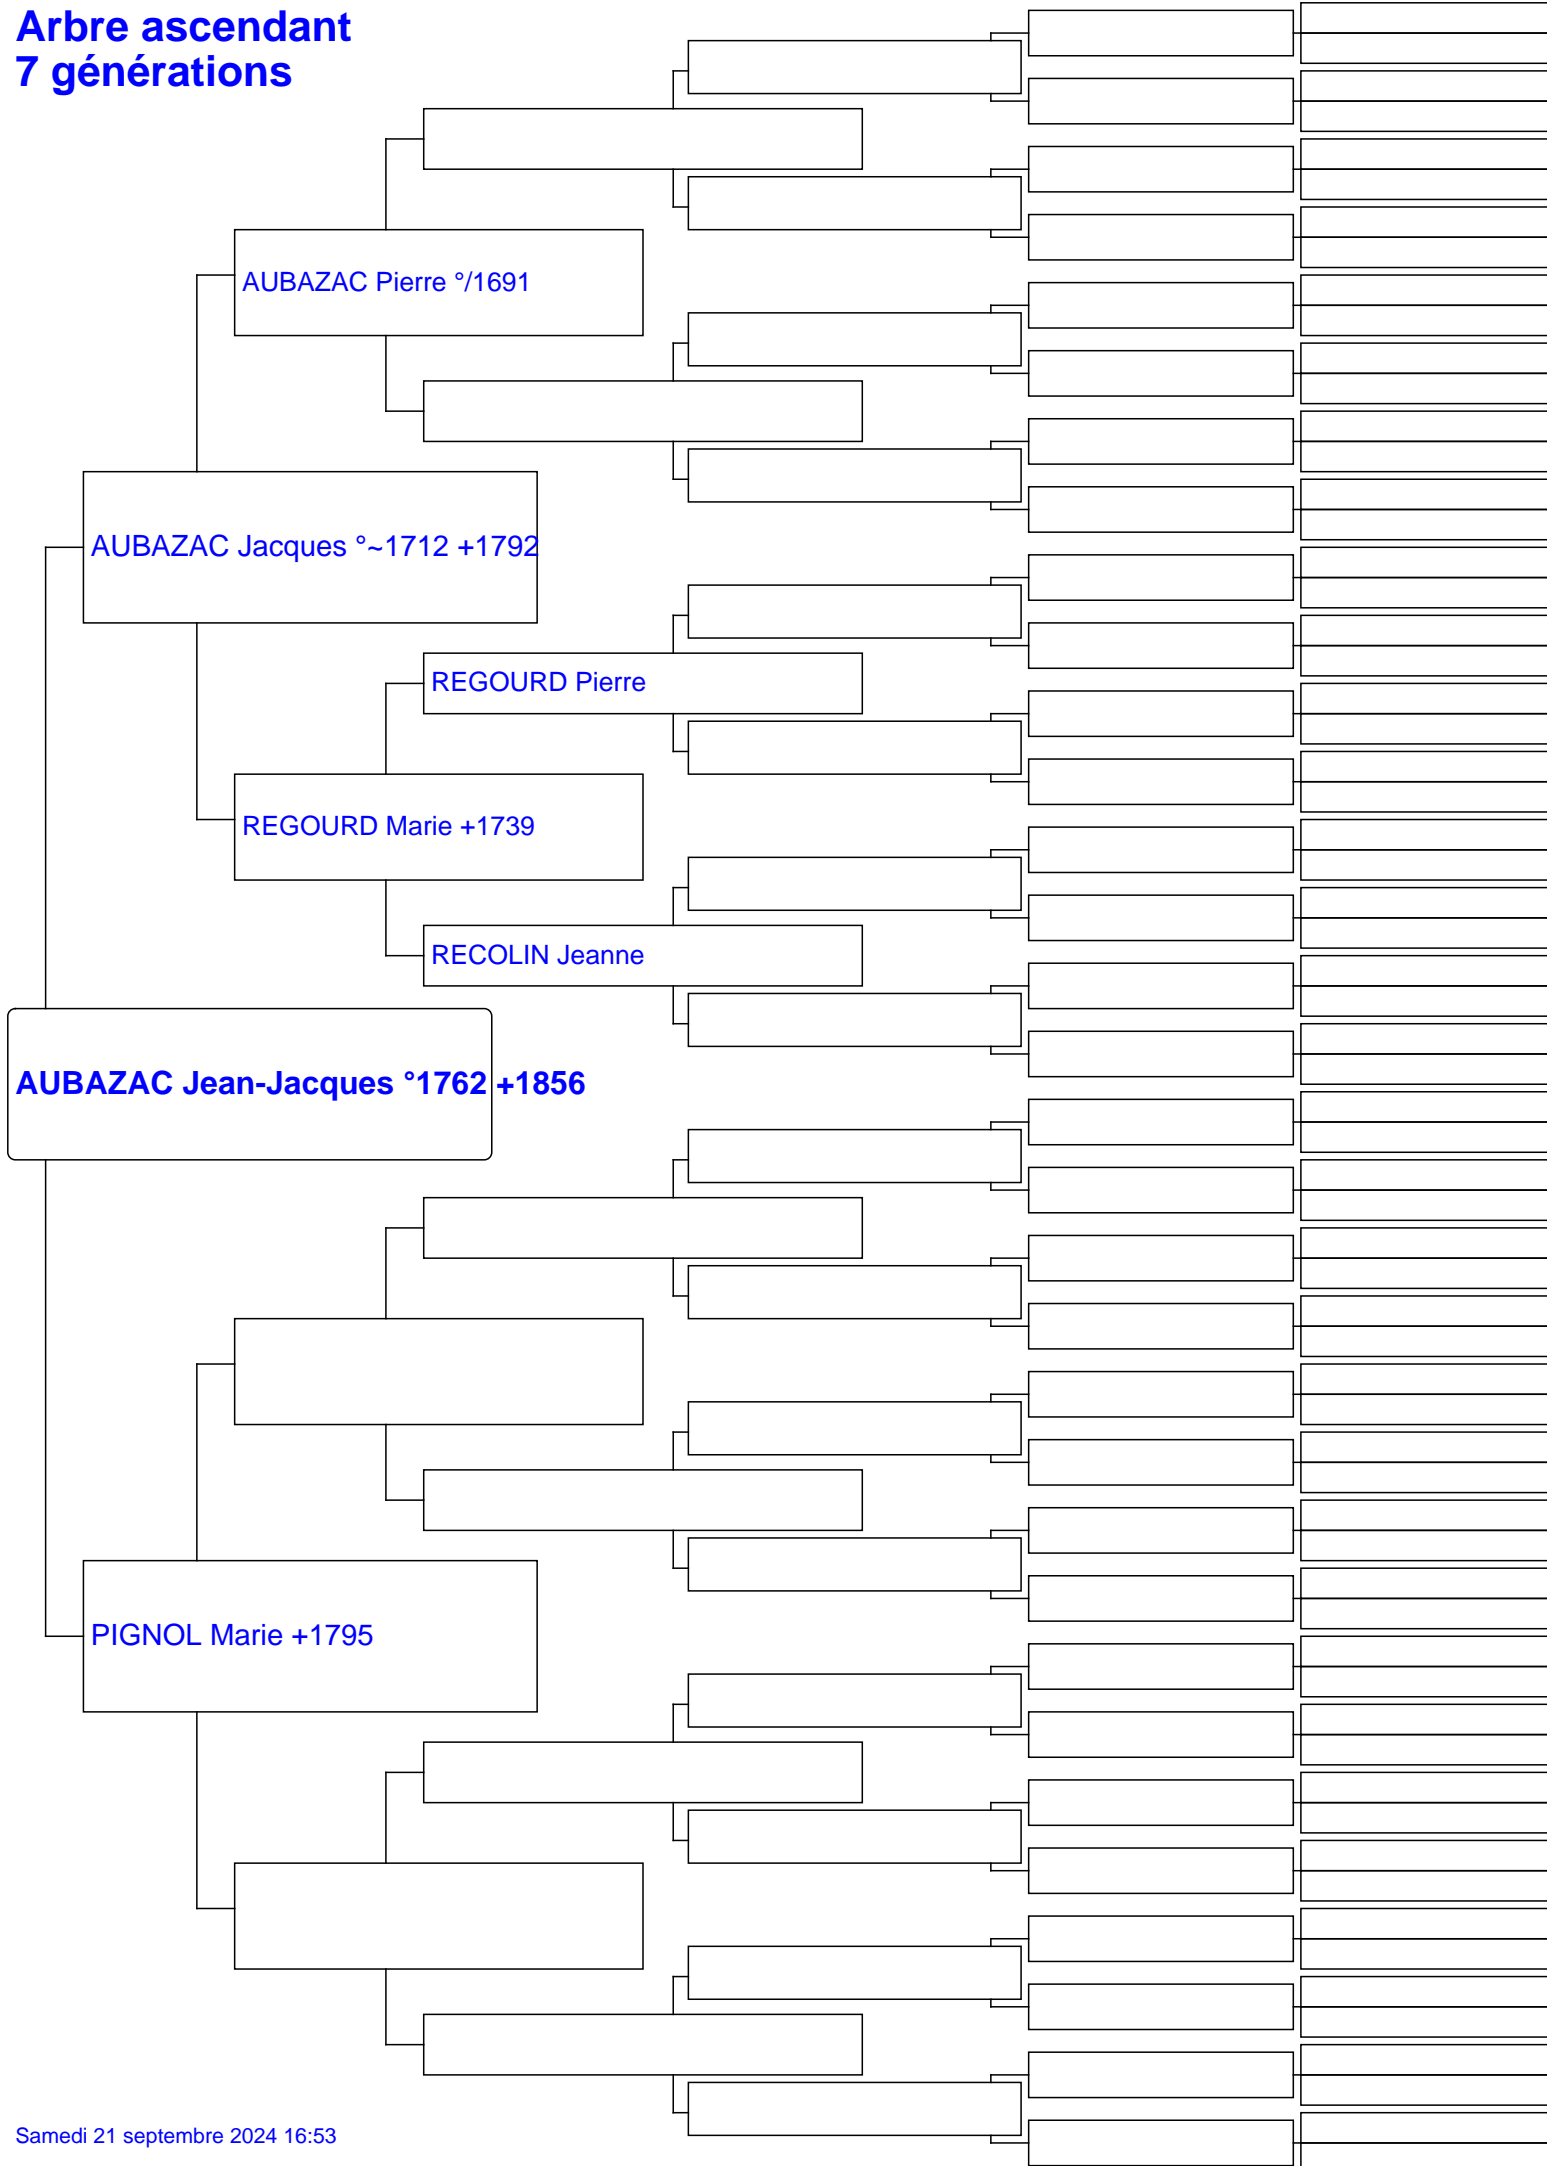 Arbre ascendant
7 générations
AUBAZAC Pierre °/1691
AUBAZAC Jacques °~1712 +1792
REGOURD Pierre
REGOURD Marie +1739
RECOLIN Jeanne
AUBAZAC Jean-Jacques °1762 +1856
PIGNOL Marie +1795
Samedi 21 septembre 2024 16:53